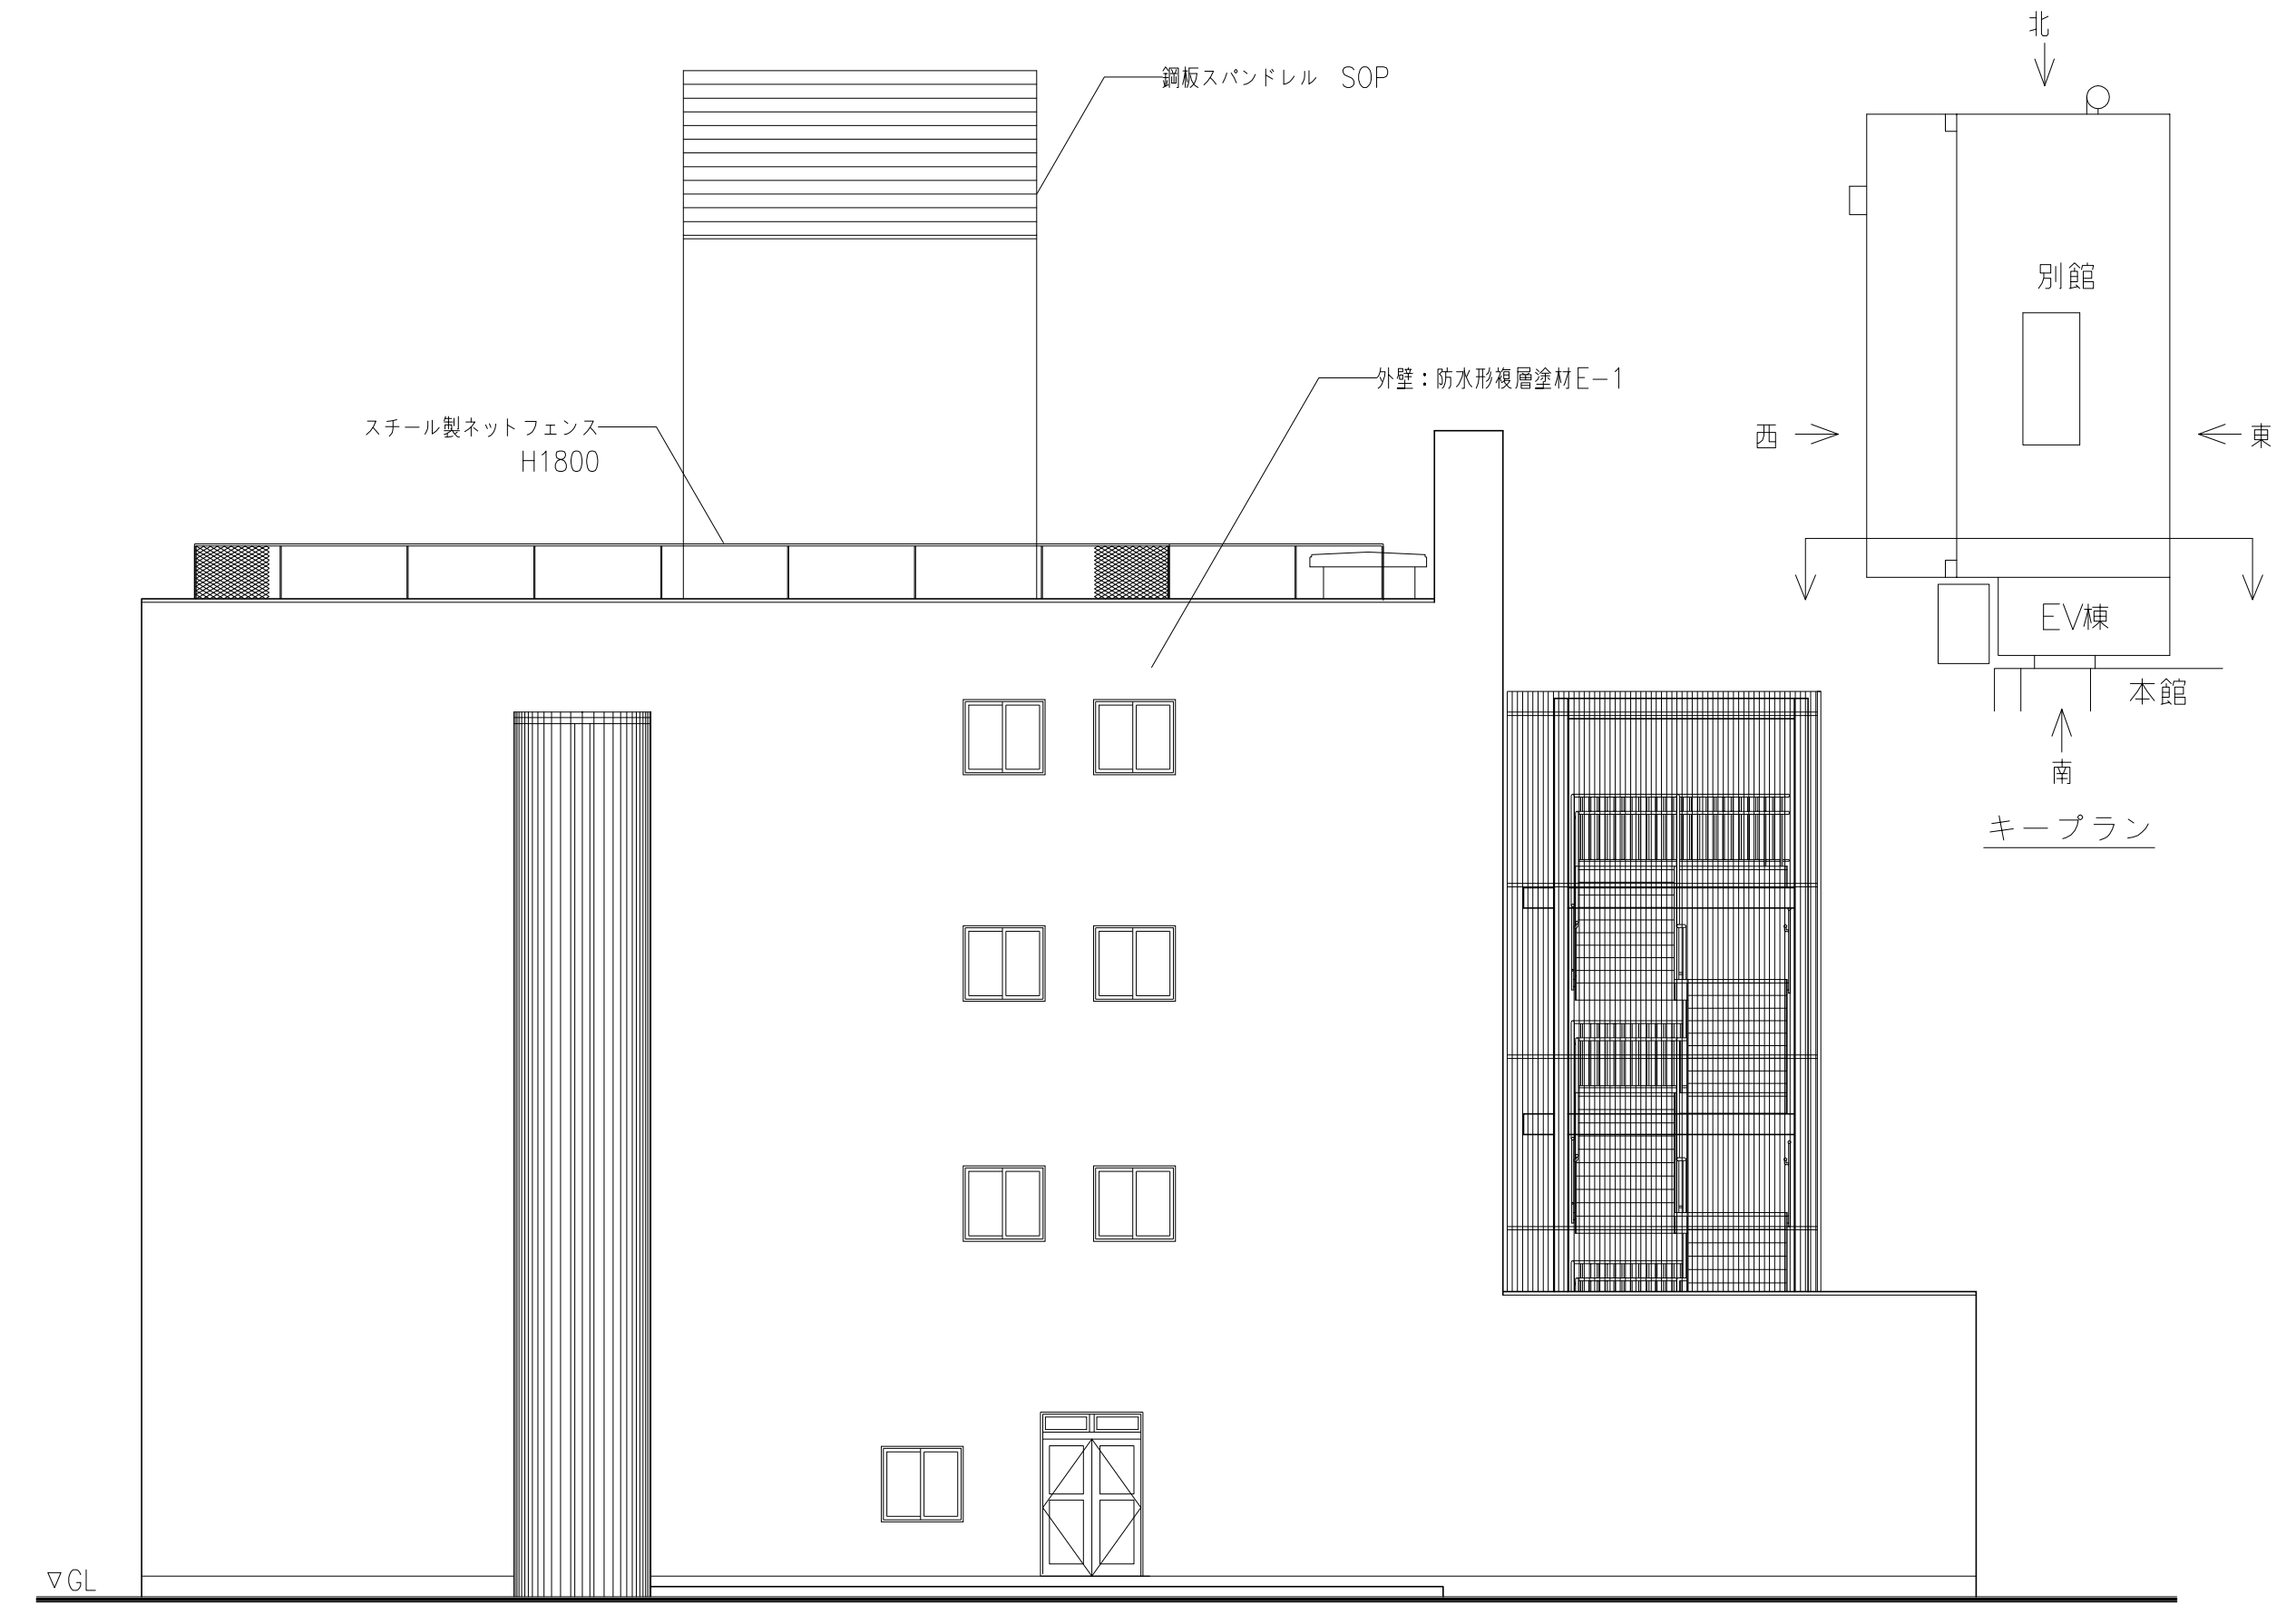 北
鋼板スパンドレル SOP
別館
外壁：防水形複層塗材E－1
スチール製ネットフェンス
H1800
西
東
EV棟
本館
南
キープラン
▽GL